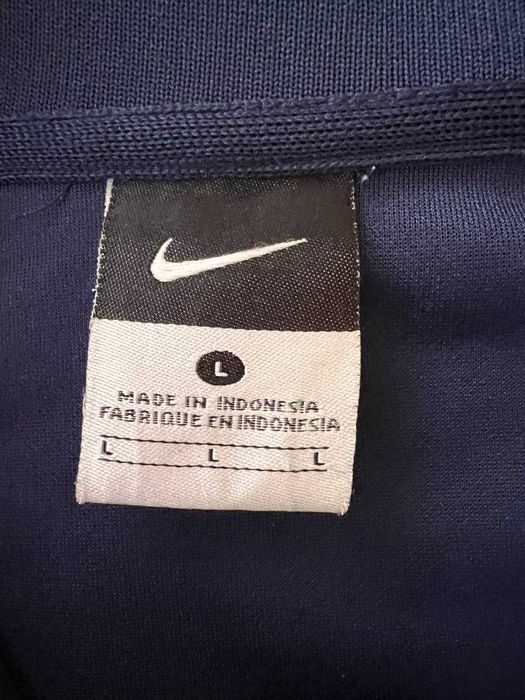 L
MADE IN INDONESIA
FABRIQUE EN INDONESIA
L L L